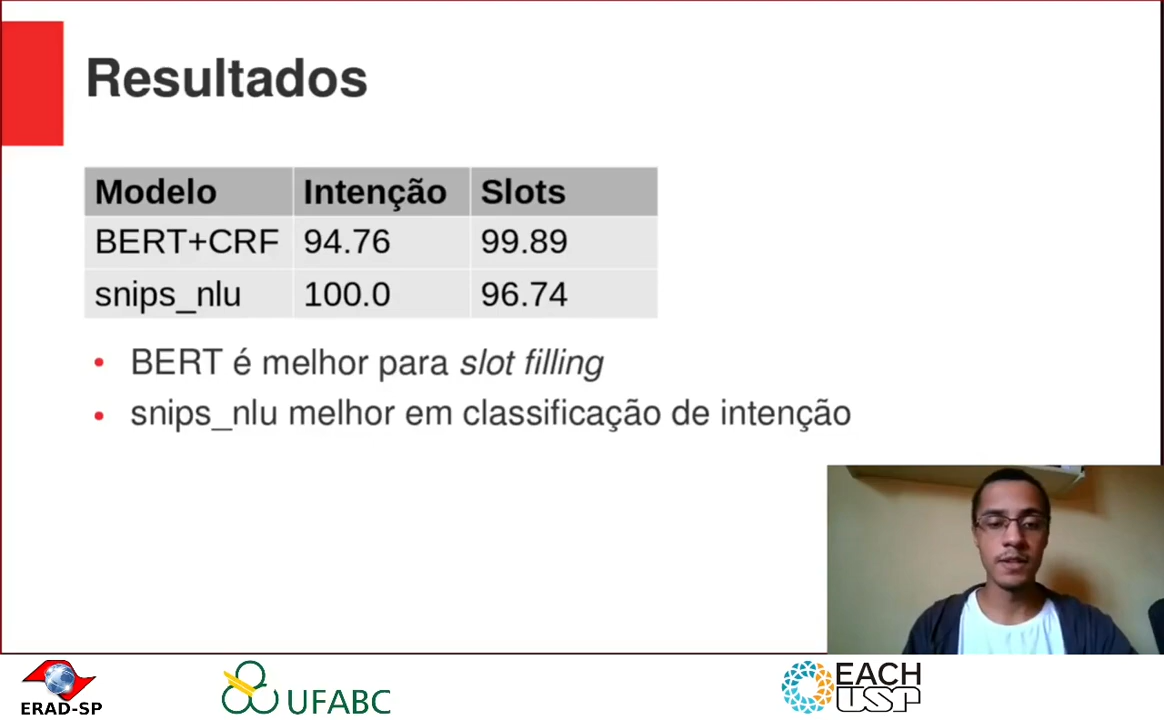 Resultados
Modelo Intenção Slots
BERT+CRF 94.76 99.89
snips_nlu 100.0 96.74
• BERT é melhor para slot filling
• snips_nlu melhor em classificação de intenção
ERAD-SP
UFABC
EACH
USP